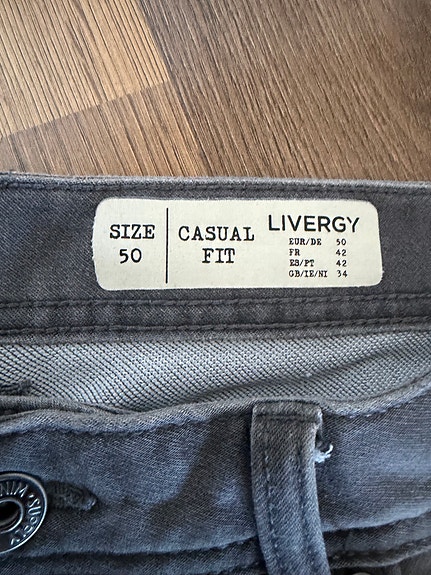 SIZE
50
CASUAL
FIT
LIVERGY
EUR/DE 50
FR 42
ES/PT 42
GB/IE/NI 34